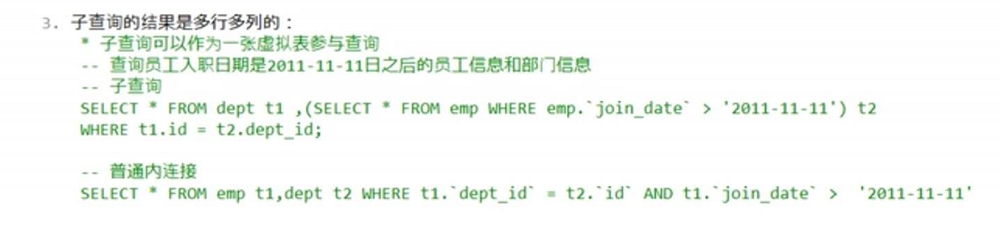 3. 子查询的结果是多行多列的：
* 子查询可以作为一张虚拟表参与查询
-- 查询员工入职日期是2011-11-11日之后的员工信息和部门信息
-- 子查询
SELECT * FROM dept t1 ,(SELECT * FROM emp WHERE emp.`join_date` > '2011-11-11') t2
WHERE t1.id = t2.dept_id;
-- 普通内连接
SELECT * FROM emp t1,dept t2 WHERE t1.`dept_id` = t2.`id` AND t1.`join_date` >  '2011-11-11'